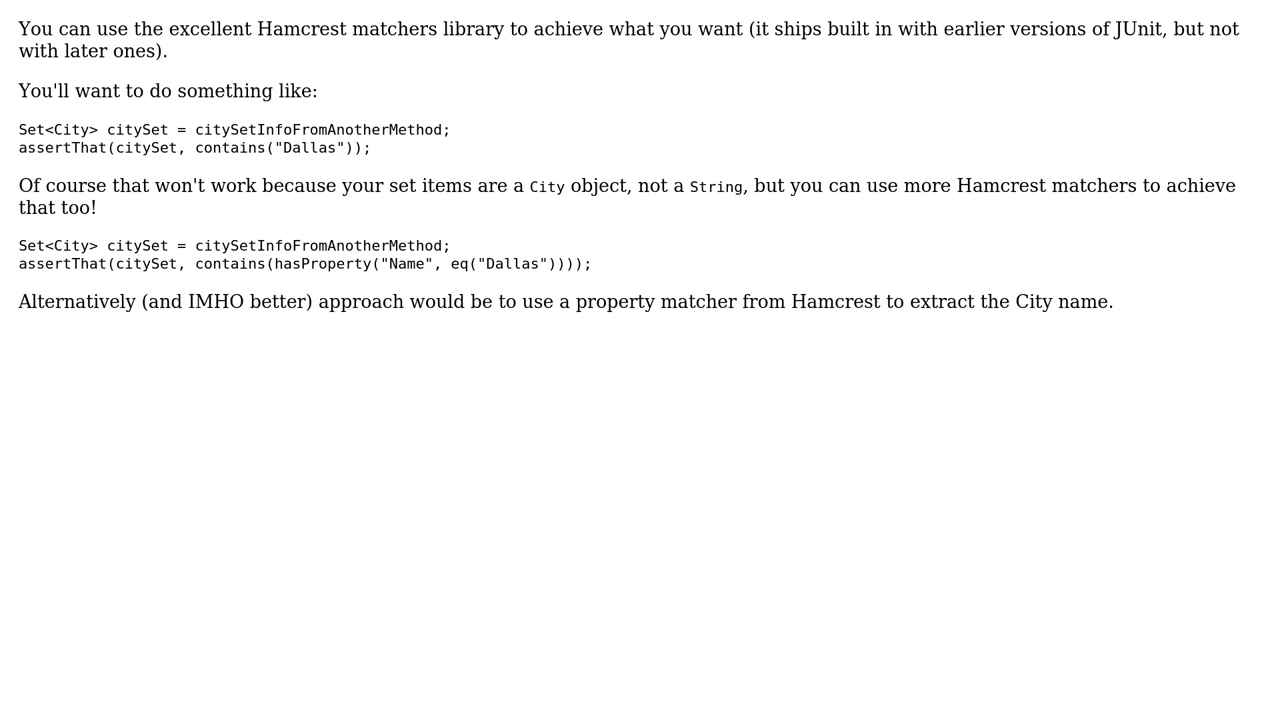 You can use the excellent Hamcrest matchers library to achieve what you want (it ships built in with earlier versions of JUnit, but not
with later ones).
You'll want to do something like:
Set<City> citySet = citySetInfoFromAnotherMethod;
assertThat(citySet, contains("Dallas"));
Of course that won't work because your set items are a City object, not a String, but you can use more Hamcrest matchers to achieve
that too!
Set<City> citySet = citySetInfoFromAnotherMethod;
assertThat(citySet, contains(hasProperty("Name", eq("Dallas"))));
Alternatively (and IMHO better) approach would be to use a property matcher from Hamcrest to extract the City name.